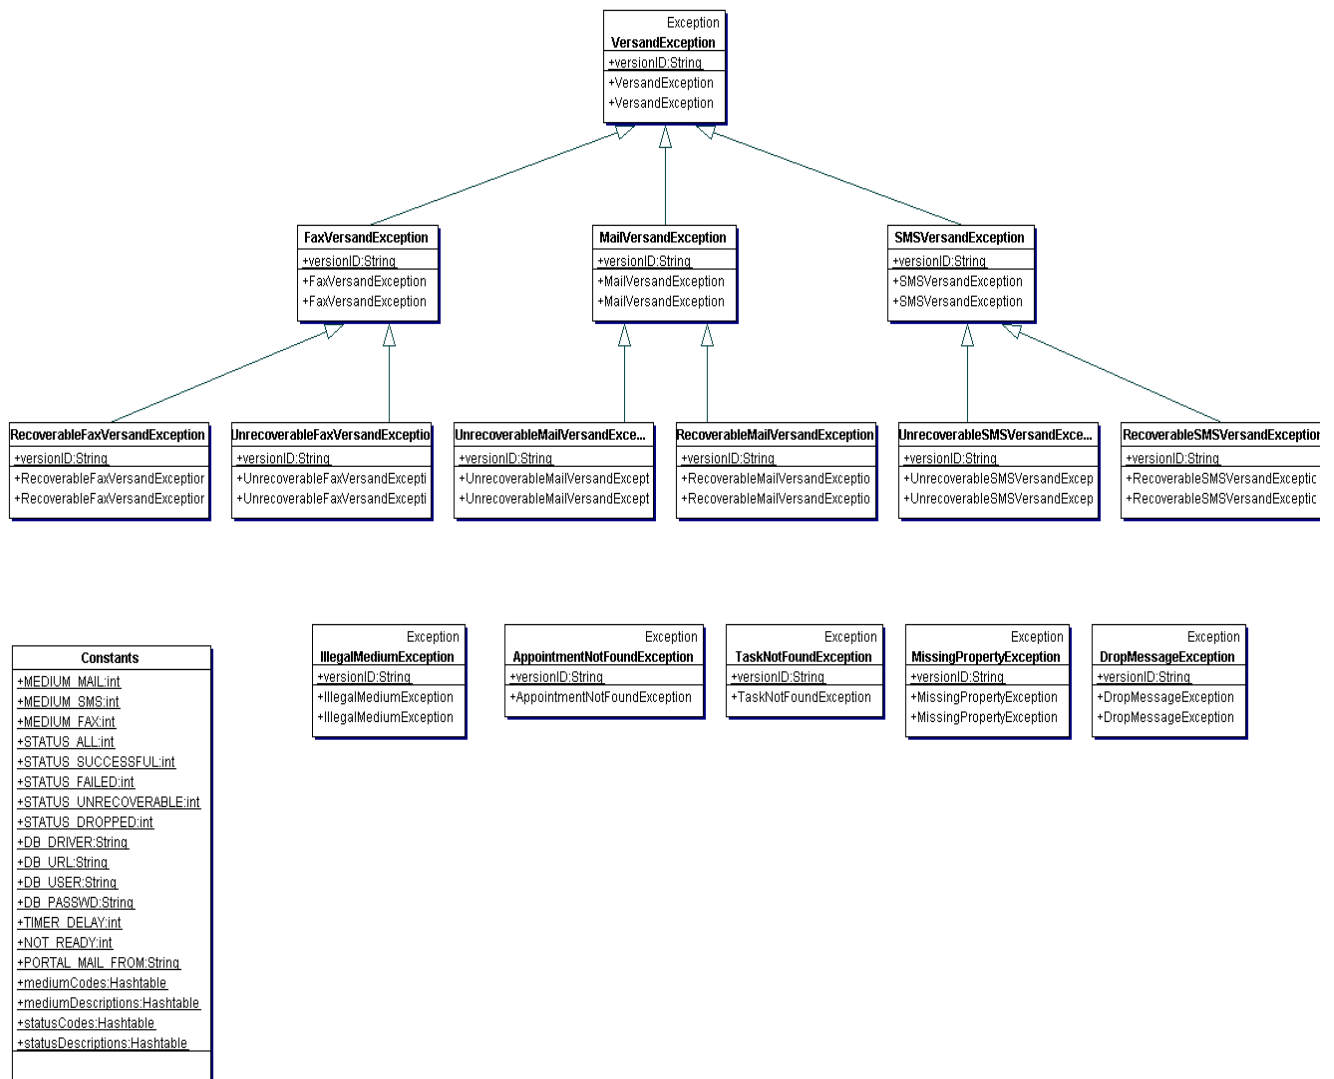 Exception
VersandException
+versionID:String
+VersandException
+VersandException
FaxVersandException
+versionID:String
+FaxVersandException
+FaxVersandException
MailVersandException
+versionID:String
+MailVersandException
+MailVersandException
SMSVersandException
+versionID:String
+SMSVersandException
+SMSVersandException
RecoverableFaxVersandException
+versionID:String
+RecoverableFaxVersandExceptior
+RecoverableFaxVersandExceptior
UnrecoverableFaxVersandExceptio
+versionID:String
+UnrecoverableFaxVersandExcepti
+UnrecoverableFaxVersandExcepti
UnrecoverableMailVersandExce...
+versionID:String
+UnrecoverableMailVersandExcept
+UnrecoverableMailVersandExcept
RecoverableMailVersandException
+versionID:String
+RecoverableMailVersandExceptio
+RecoverableMailVersandExceptio
UnrecoverableSMSVersandExce...
+versionID:String
+UnrecoverableSMSVersandExcep
+UnrecoverableSMSVersandExcep
RecoverableSMSVersandException
+versionID:String
+RecoverableSMSVersandExceptic
+RecoverableSMSVersandExceptic
Constants
+MEDIUM_MAIL:int
+MEDIUM_SMS:int
+MEDIUM_FAX:int
+STATUS_ALL:int
+STATUS_SUCCESSFUL:int
+STATUS_FAILED:int
+STATUS_UNRECOVERABLE:int
+STATUS_DROPPED:int
+DB_DRIVER:String
+DB_URL:String
+DB_USER:String
+DB_PASSWD:String
+TIMER_DELAY:int
+NOT_READY:int
+PORTAL_MAIL_FROM:String
+mediumCodes:Hashtable
+mediumDescriptions:Hashtable
+statusCodes:Hashtable
+statusDescriptions:Hashtable
Exception
IllegalMediumException
+versionID:String
+IllegalMediumException
+IllegalMediumException
Exception
AppointmentNotFoundException
+versionID:String
+AppointmentNotFoundException
Exception
TaskNotFoundException
+versionID:String
+TaskNotFoundException
Exception
MissingPropertyException
+versionID:String
+MissingPropertyException
+MissingPropertyException
Exception
DropMessageException
+versionID:String
+DropMessageException
+DropMessageException